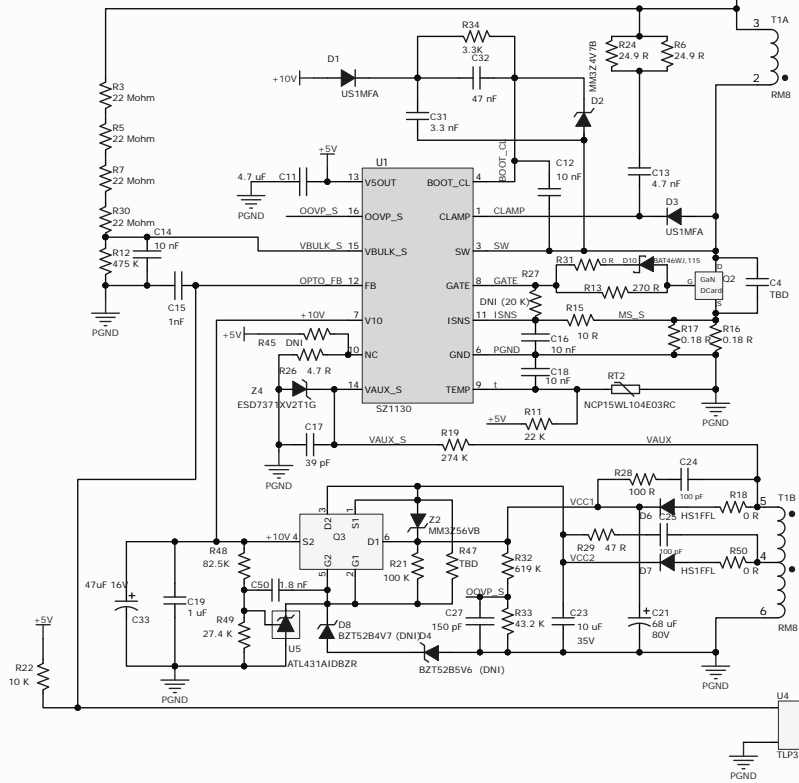 R34
3.3K
C32
47 nF
D1
+10V
US1MFA
C31
3.3 nF
MM3Z4V7B
D2
R24
24.9 R
R6
24.9 R
3
T1A
2
RM8
R3
22 Mohm
R5
22 Mohm
R7
22 Mohm
R30
22 Mohm
C14
10 nF
R12
475 K
C15
1nF
PGND
4.7 uF
C11
+5V
PGND
U1
13 V5OUT
BOOT_CL 4
BOOT_CL
OOVP_S 16 OOVP_S
CLAMP 1 CLAMP
VBULK_S 15 VBULK_S
SW 3 SW
OPTO_FB 12 FB
GATE 8 GATE
+10V 7 V10
ISNS 11 ISNS
10 NC
GND 6 PGND
14 VAUX_S
TEMP 9 t
SZ1130
C12
10 nF
C13
4.7 nF
D3
US1MFA
R31
0 R
D10
BAT46WJ,115
R27
DNI (20 K)
R13
270 R
G
D
GaN
DCard
Q2
S
C4
TBD
R15
10 R
MS_S
C16
10 nF
R17
0.18 R
R16
0.18 R
C18
10 nF
RT2
NCP15WL104E03RC
+5V
R11
22 K
PGND
+5V
R45
DNI
R26
4.7 R
Z4
ESD7371XV2T1G
C17
39 pF
PGND
VAUX_S
R19
274 K
VAUX
R28
100 R
C24
100 pF
VCC1
D6
HS1FFL
R18
0 R
5
T1B
C25
100 pF
R29
47 R
VCC2
D7
HS1FFL
R50
0 R
4
6
RM8
3
1
D2
S1
+10V 4 S2
Q3
D1 6
G2
G1
5
2
Z2
MM3Z56VB
R21
100 K
R47
TBD
R32
619 K
OOVP_S
C27
150 pF
R33
43.2 K
C23
10 uF
35V
+
C21
68 uF
80V
R48
82.5K
C50
1.8 nF
R49
27.4 K
U5
ATL431AIDBZR
D8
BZT52B4V7 (DNI)
D4
BZT52B5V6 (DNI)
47uF 16V
+
C33
C19
1 uF
PGND
PGND
+5V
R22
10 K
U4
TLP3
PGND